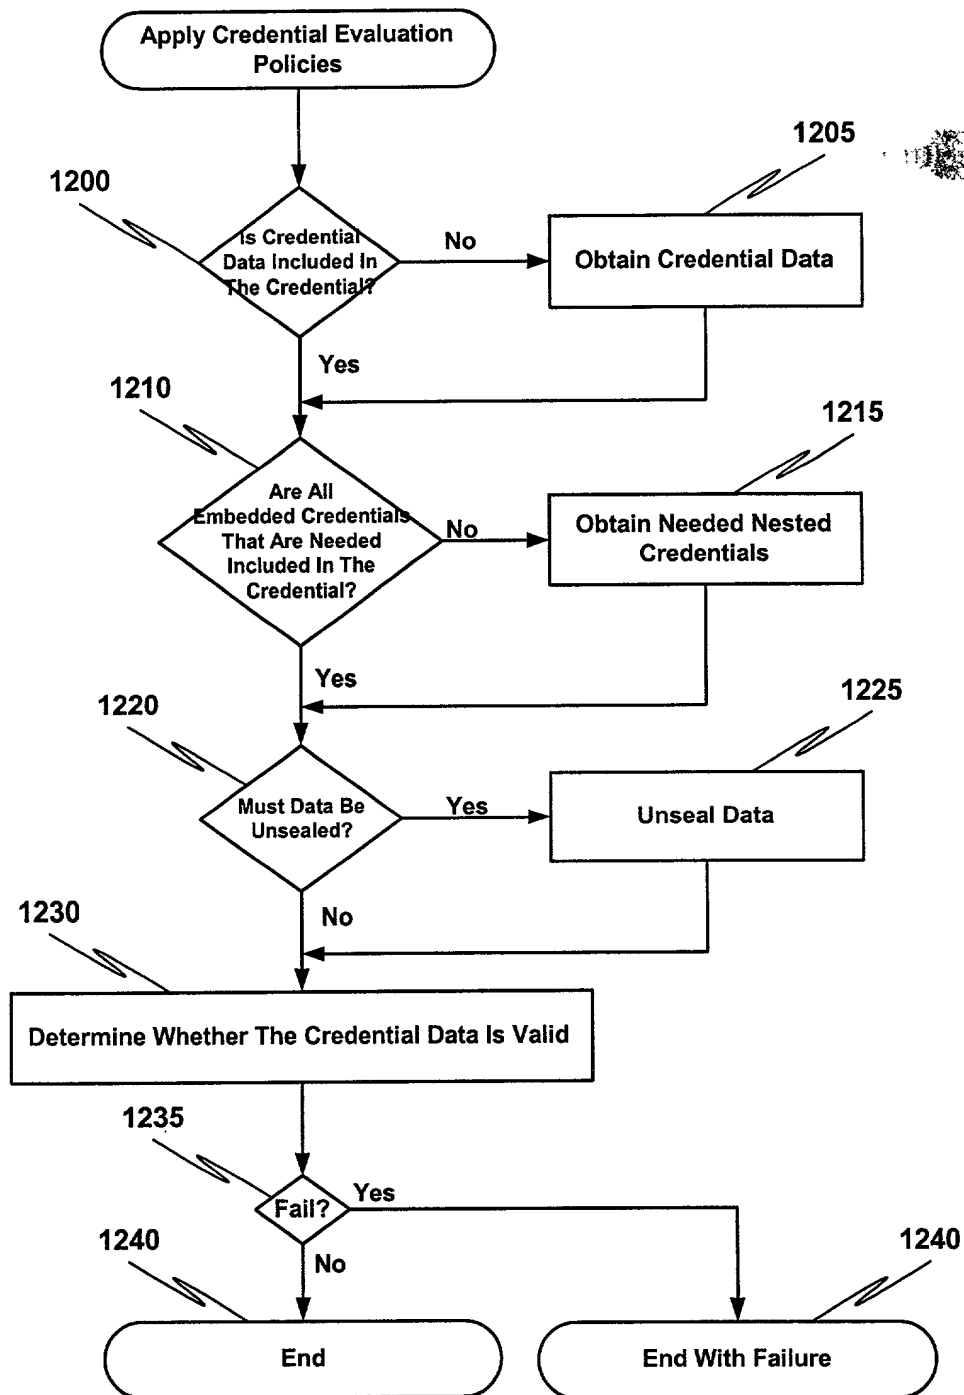 Apply Credential Evaluation
Policies
1205
1200
Is Credential
Data Included In
The Credential?
No
Obtain Credential Data
Yes
1210
1215
Are All
Embedded Credentials
That Are Needed
Included In The
Credential?
No
Obtain Needed Nested
Credentials
Yes
1220
1225
Must Data Be
Unsealed?
Yes
Unseal Data
No
1230
Determine Whether The Credential Data Is Valid
1235
Fail?
Yes
No
1240
1240
End
End With Failure